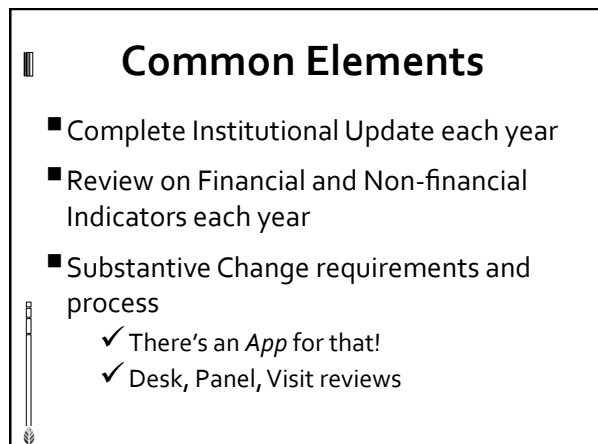 Common Elements
■ Complete Institutional Update each year
■ Review on Financial and Non-financial
Indicators each year
■ Substantive Change requirements and
process
✓ There's an App for that!
✓ Desk, Panel, Visit reviews